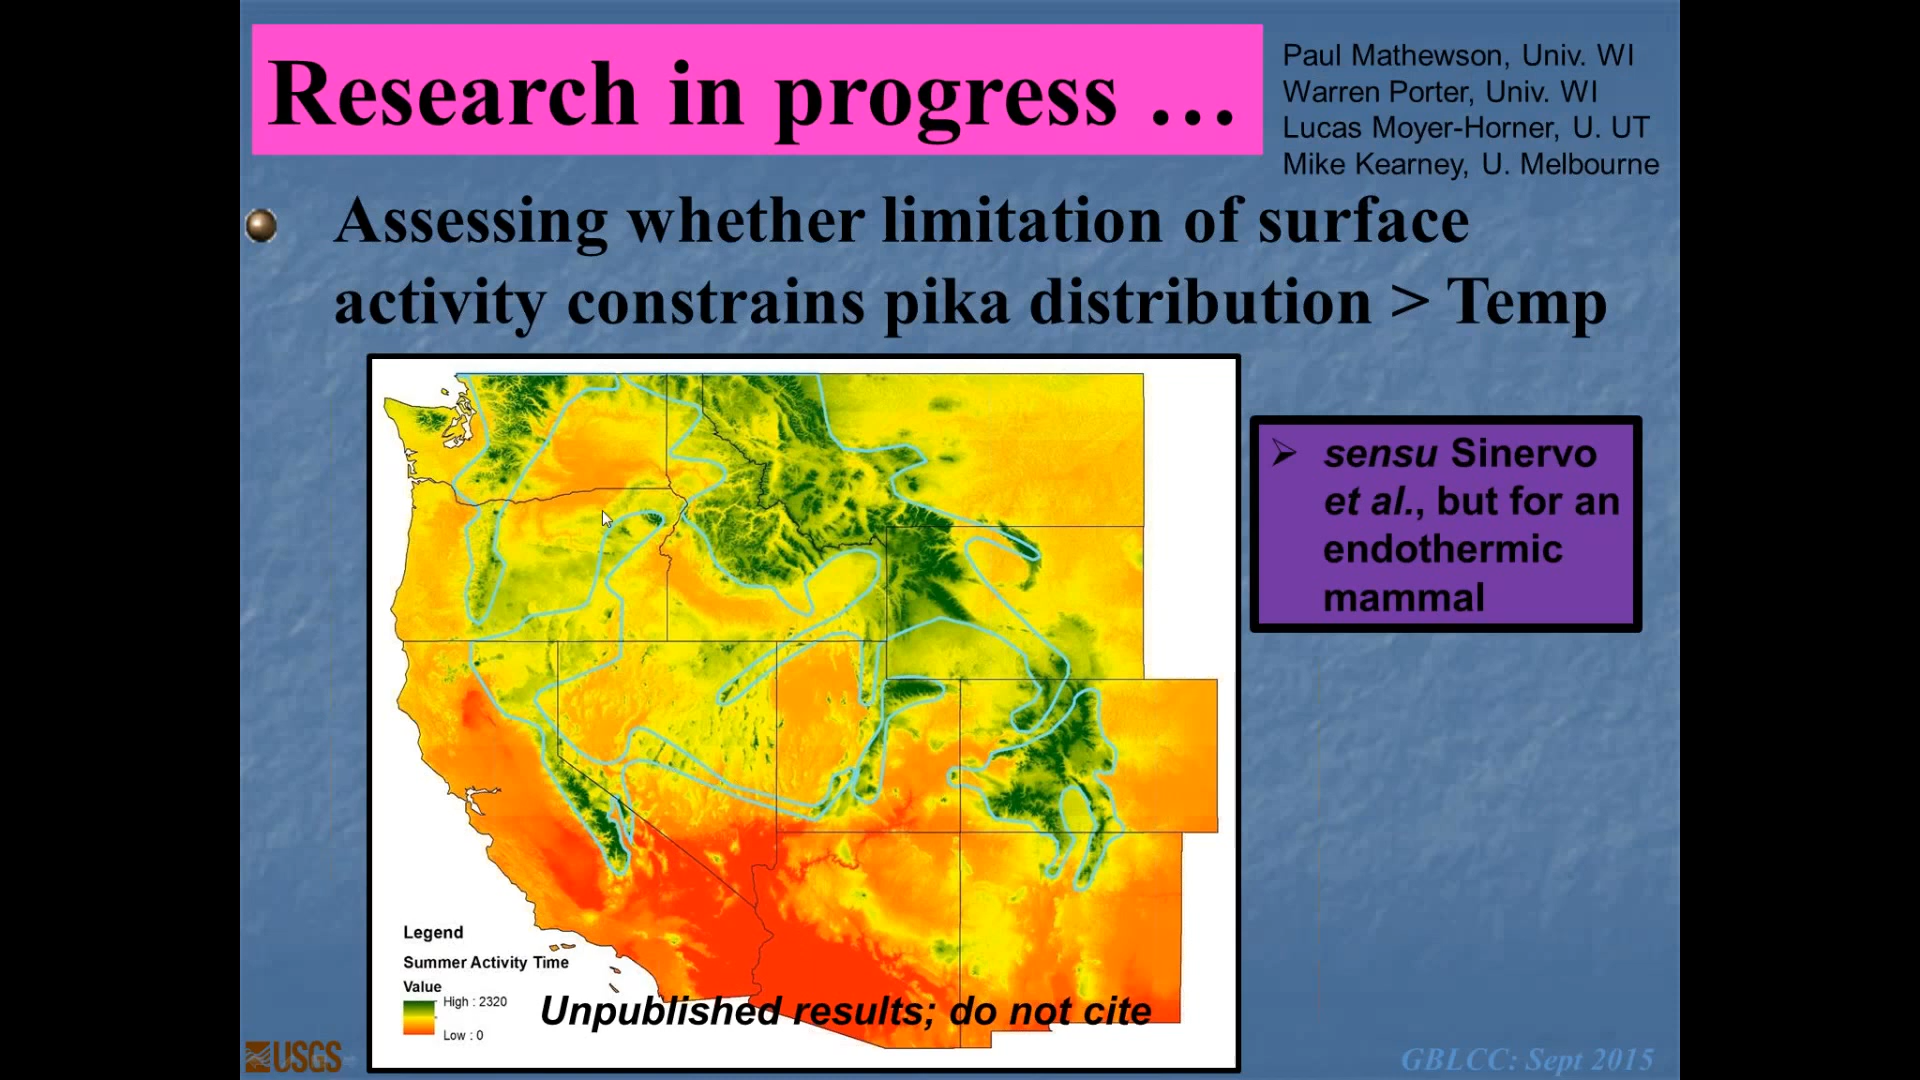 Research in progress …
Paul Mathewson, Univ. WI
Warren Porter, Univ. WI
Lucas Moyer-Horner, U. UT
Mike Kearney, U. Melbourne
Assessing whether limitation of surface
activity constrains pika distribution > Temp
➢ sensu Sinervo
et al., but for an
endothermic
mammal
Legend
Summer Activity Time
Value
High : 2320
Low : 0
Unpublished results; do not cite
USGS
GBLCC: Sept 2015